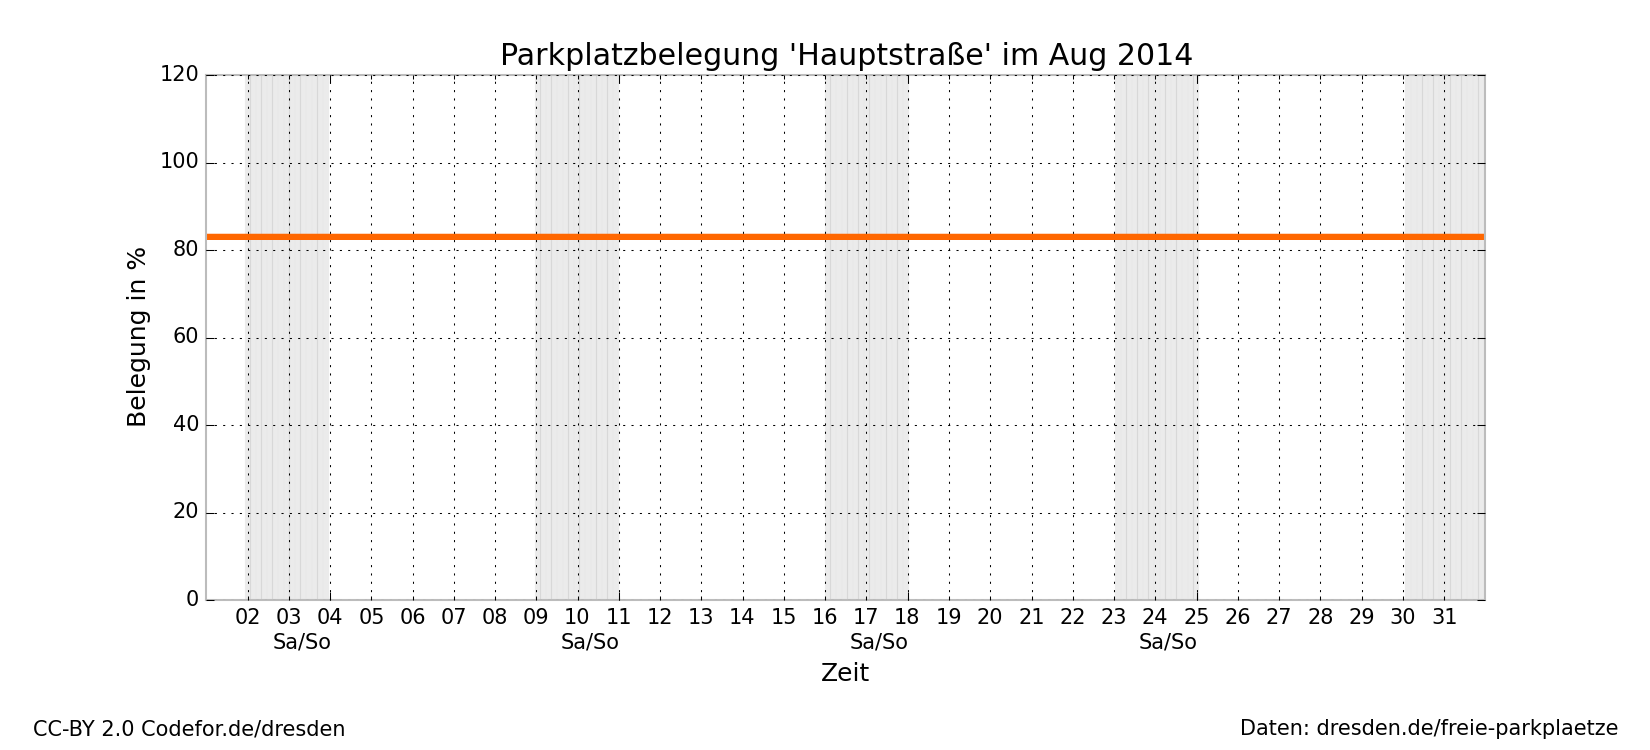 Parkplatzbelegung 'Hauptstraße' im Aug 2014
120
100
80
60
40
20
0
Belegung in %
02 03 04 05 06 07 08 09 10 11 12 13 14 15 16 17 18 19 20 21 22 23 24 25 26 27 28 29 30 31
Sa/So Sa/So Sa/So Sa/So
Zeit
CC-BY 2.0 Codefor.de/dresden
Daten: dresden.de/freie-parkplaetze